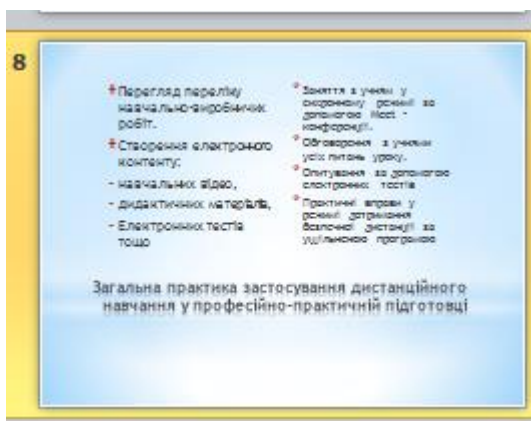 8
Перегляд переліку
навчально-виробничих
робіт.
Створення електронного
контенту:
- навчальних відео,
- дидактичних матеріалів,
- Електронних тестів
тощо
Заняття з учням у
синхронному режимі за
допомогою Meet -
конференції.
Обговорення з учнями
усіх питань уроку.
Опитування за допомогою
електронних тестів
Практичні вправи у
режимі дотримання
безпечної дистанції за
ущільненою програмою
Загальна практика застосування дистанційного
навчання у професійно-практичній підготовці